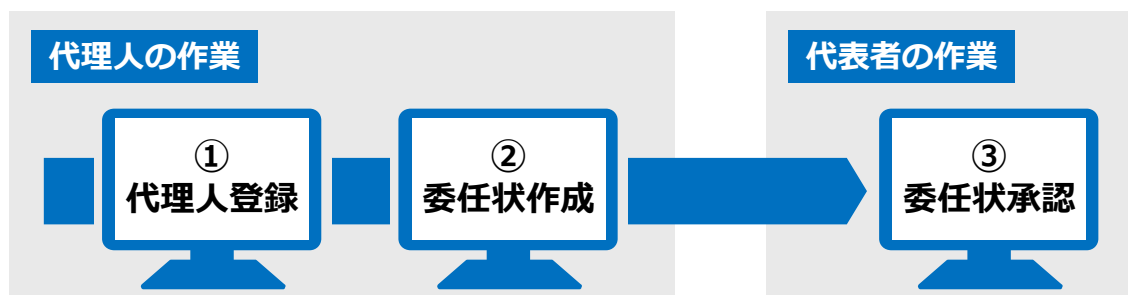 代理人の作業
①
代理人登録
②
委任状作成
代表者の作業
③
委任状承認